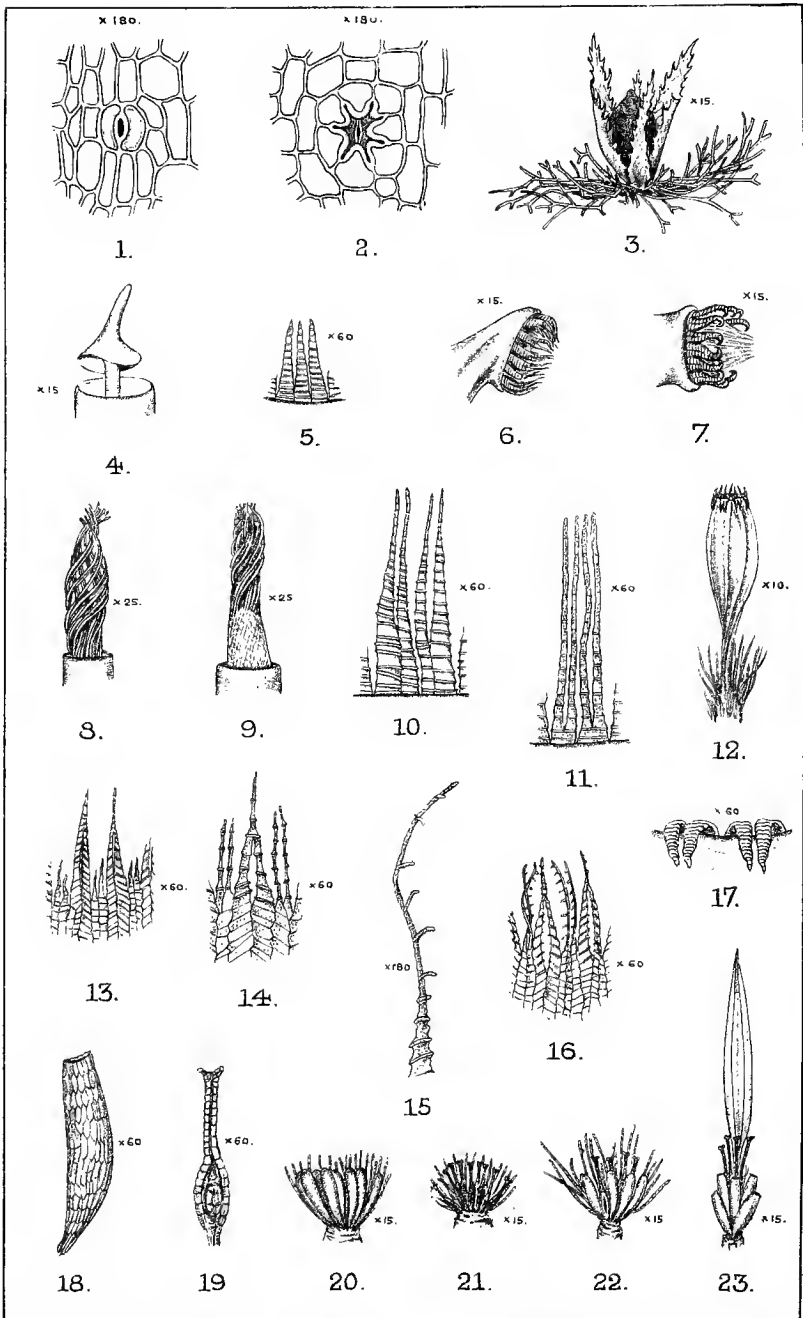 x 180.
x 180.
x 15.
1.
2.
3.
x 15
x 60
x 15.
x 15.
4.
5.
6.
7.
x 25.
x 25
x 60.
x 60
x 10.
8.
9.
10.
11.
12.
x 60.
x 60
x 180
x 60
x 60
13.
14.
15
16.
17.
x 60
x 60.
x 15.
x 15.
x 15
x 15.
18.
19
20.
21.
22.
23.